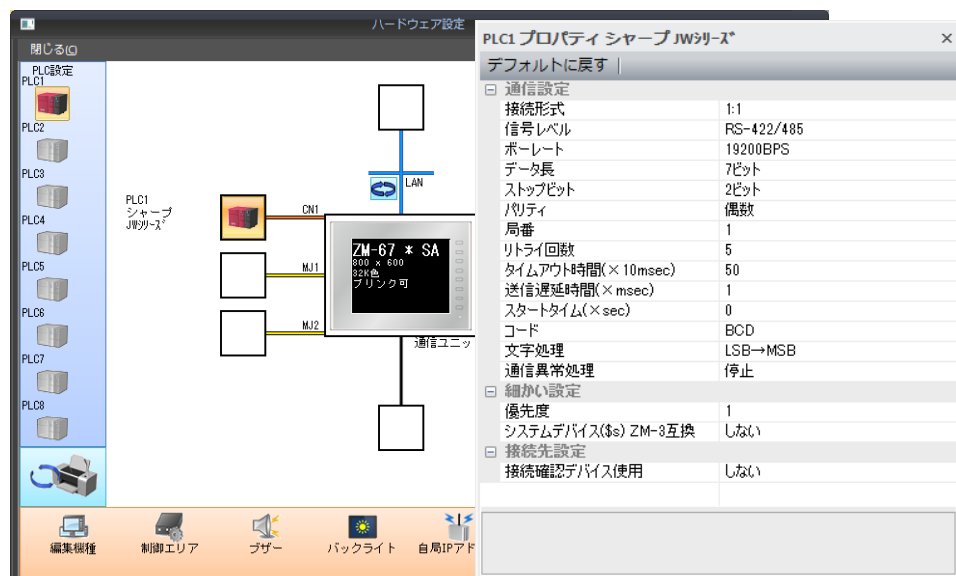 ハードウェア設定
閉じる(C)
PLC設定
PLC1
PLC2
PLC3
PLC4
PLC5
PLC6
PLC7
PLC8
PLC1
シャープ
JWｼﾘｰｽﾞ
LAN
CN1
MJ1
MJ2
ZM-67 * SA
800 x 600
32K色
ブリンク可
通信ユニッ
編集機種
制御エリア
ブザー
バックライト
自局IPアド
PLC1 プロパティ シャープ JWｼﾘｰｽﾞ
デフォルトに戻す
通信設定
接続形式 1:1
信号レベル RS-422/485
ボーレート 19200BPS
データ長 7ビット
ストップビット 2ビット
パリティ 偶数
局番 1
リトライ回数 5
タイムアウト時間(×10msec) 50
送信遅延時間(×msec) 1
スタートタイム(×sec) 0
コード BCD
文字処理 LSB→MSB
通信異常処理 停止
細かい設定
優先度 1
システムデバイス($s) ZM-3互換 しない
接続先設定
接続確認デバイス使用 しない